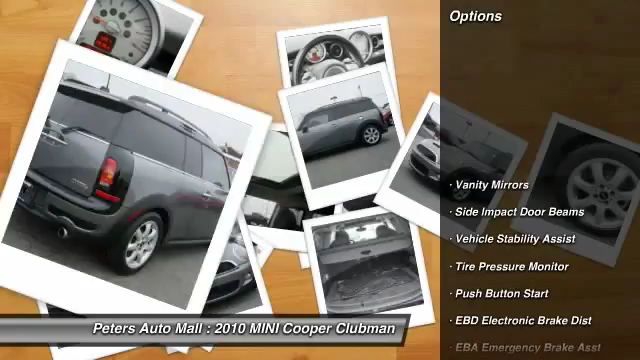 Options
· Vanity Mirrors
· Side Impact Door Beams
· Vehicle Stability Assist
· Tire Pressure Monitor
· Push Button Start
· EBD Electronic Brake Dist
· EBA Emergency Brake Asst
Peters Auto Mall : 2010 MINI Cooper Clubman